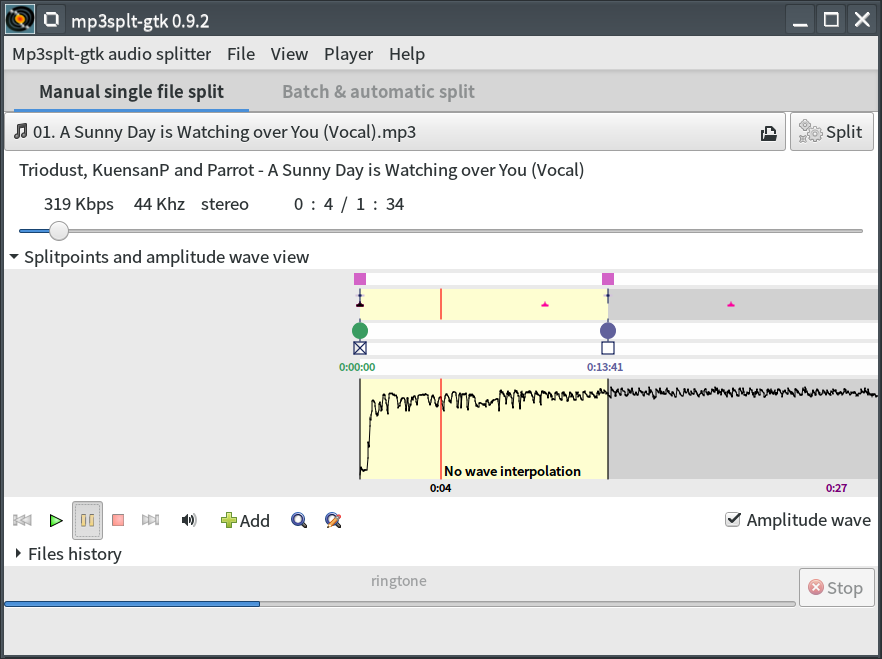 mp3splt-gtk 0.9.2
Mp3splt-gtk audio splitter File View Player Help
Manual single file split Batch & automatic split
01. A Sunny Day is Watching over You (Vocal).mp3 Split
Triodust, KuensanP and Parrot - A Sunny Day is Watching over You (Vocal)
319 Kbps 44 Khz stereo 0 : 4 / 1 : 34
Splitpoints and amplitude wave view
0:00:00 0:13:41
No wave interpolation
0:04 0:27
Add Amplitude wave
Files history
ringtone
Stop